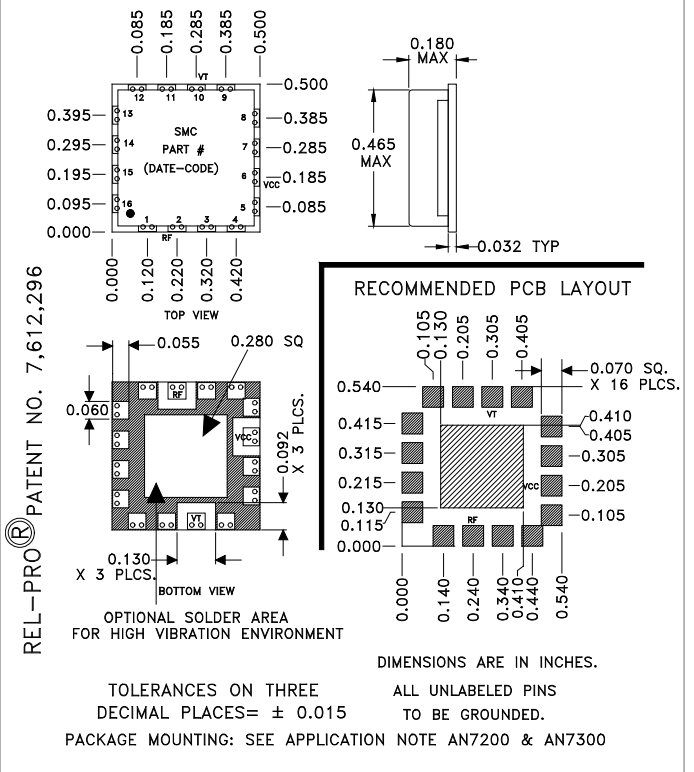 0.085
0.185
0.285
0.385
0.500
VT
12 11 10 9
0.500
0.395 13 8 0.385
SMC
PART #
(DATE-CODE)
0.295 14 7 0.285
0.195 15 6 0.185
VCC
0.095 16 5 0.085
0.000
1 2 3 4
RF
0.000
0.120
0.220
0.320
0.420
TOP VIEW
0.180
MAX
0.465
MAX
0.032 TYP
REL-PRO® PATENT NO. 7,612,296
0.055
0.280 SQ
0.060
RF
VCC
0.092
X 3 PLCS.
VT
0.130
X 3 PLCS.
BOTTOM VIEW
OPTIONAL SOLDER AREA
FOR HIGH VIBRATION ENVIRONMENT
RECOMMENDED PCB LAYOUT
0.105
0.130
0.205
0.305
0.405
0.070 SQ.
X 16 PLCS.
0.540
VT
0.415
0.410
0.405
0.315
0.305
0.215
VCC
0.205
0.130
0.115
0.105
RF
0.000
0.000
0.140
0.240
0.340
0.410
0.440
0.540
DIMENSIONS ARE IN INCHES.
TOLERANCES ON THREE
DECIMAL PLACES= ± 0.015
ALL UNLABELED PINS
TO BE GROUNDED.
PACKAGE MOUNTING: SEE APPLICATION NOTE AN7200 & AN7300